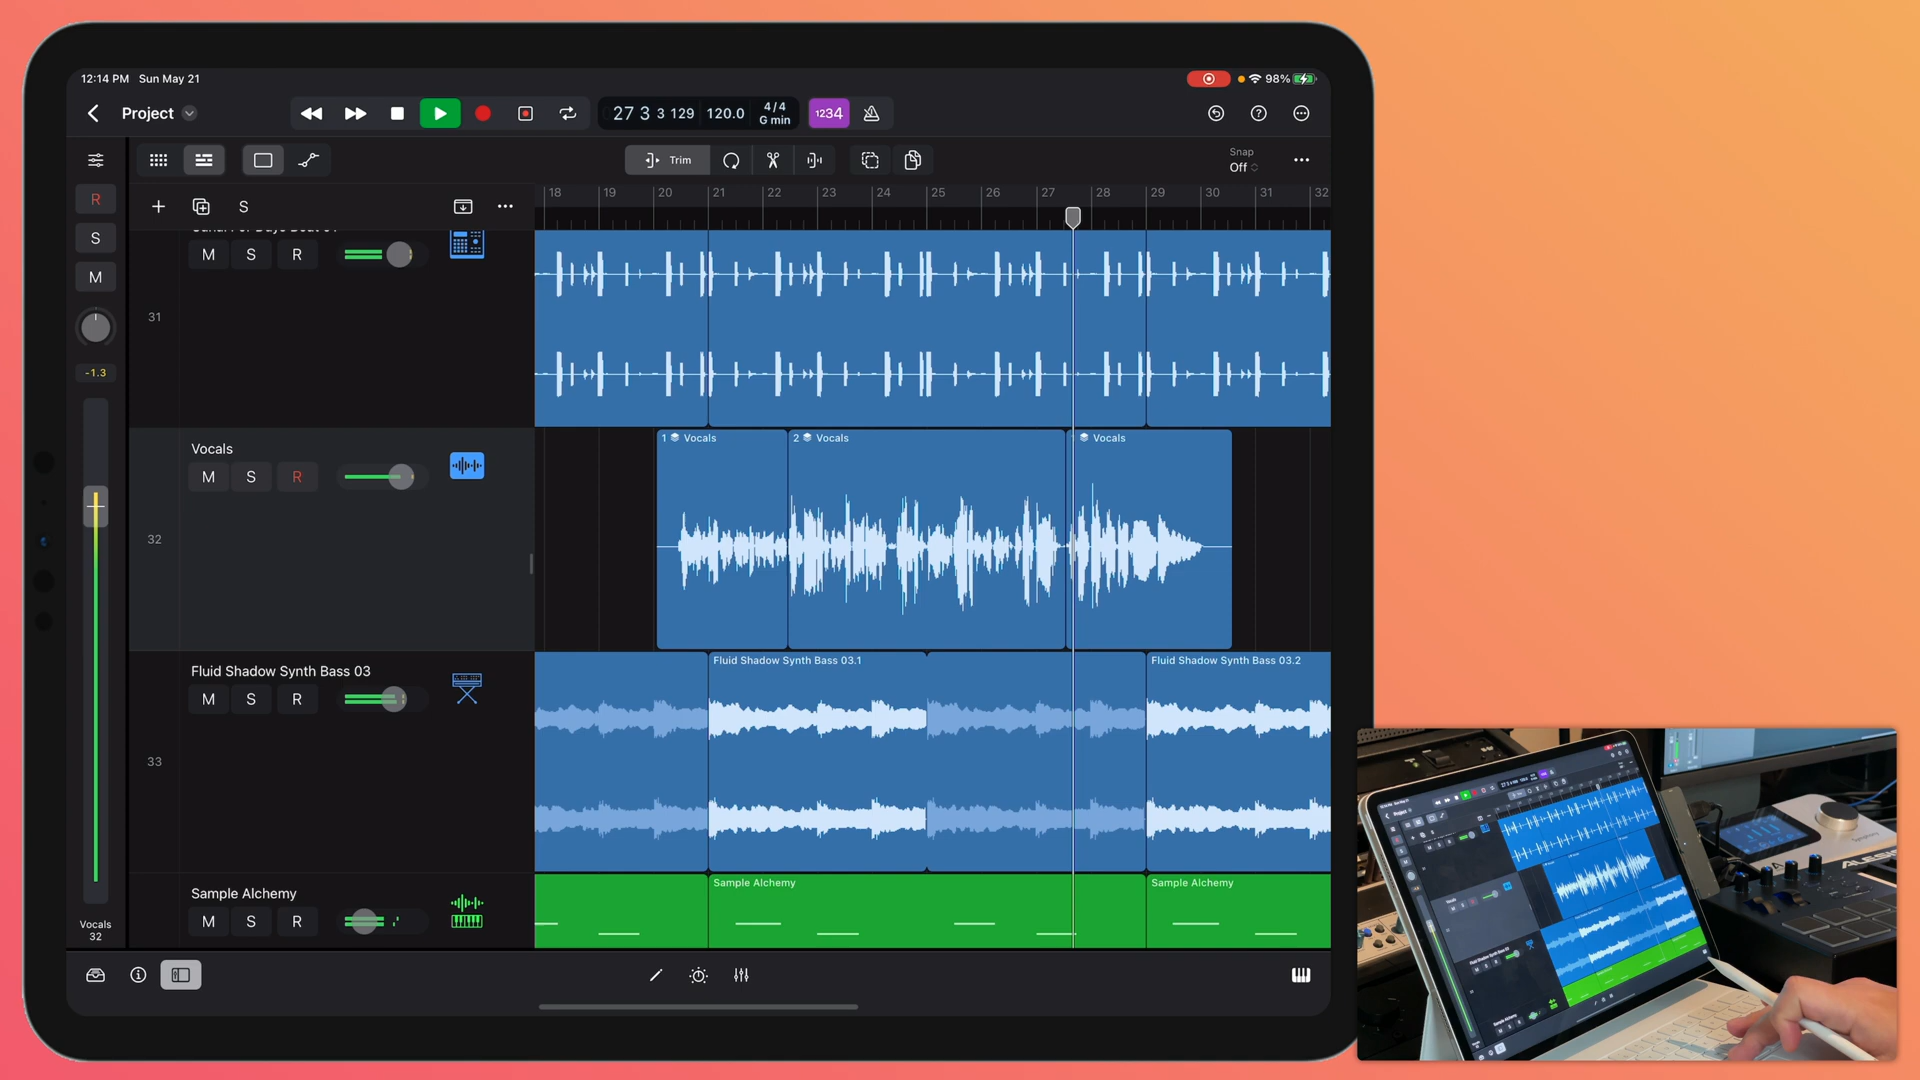 12:14 PM Sun May 21
98%
Project
27 3 3 129 120.0 4/4 G min
1234
Trim
Snap
Off
R
S
M
-1.3
S
18 19 20 21 22 23 24 25 26 27 28 29 30 31 32
M S R
31
Vocals
M S R
32
1 Vocals
2 Vocals
Vocals
Fluid Shadow Synth Bass 03
M S R
33
Fluid Shadow Synth Bass 03.1
Fluid Shadow Synth Bass 03.2
Sample Alchemy
M S R
Sample Alchemy
Sample Alchemy
Vocals
32
ALESIS